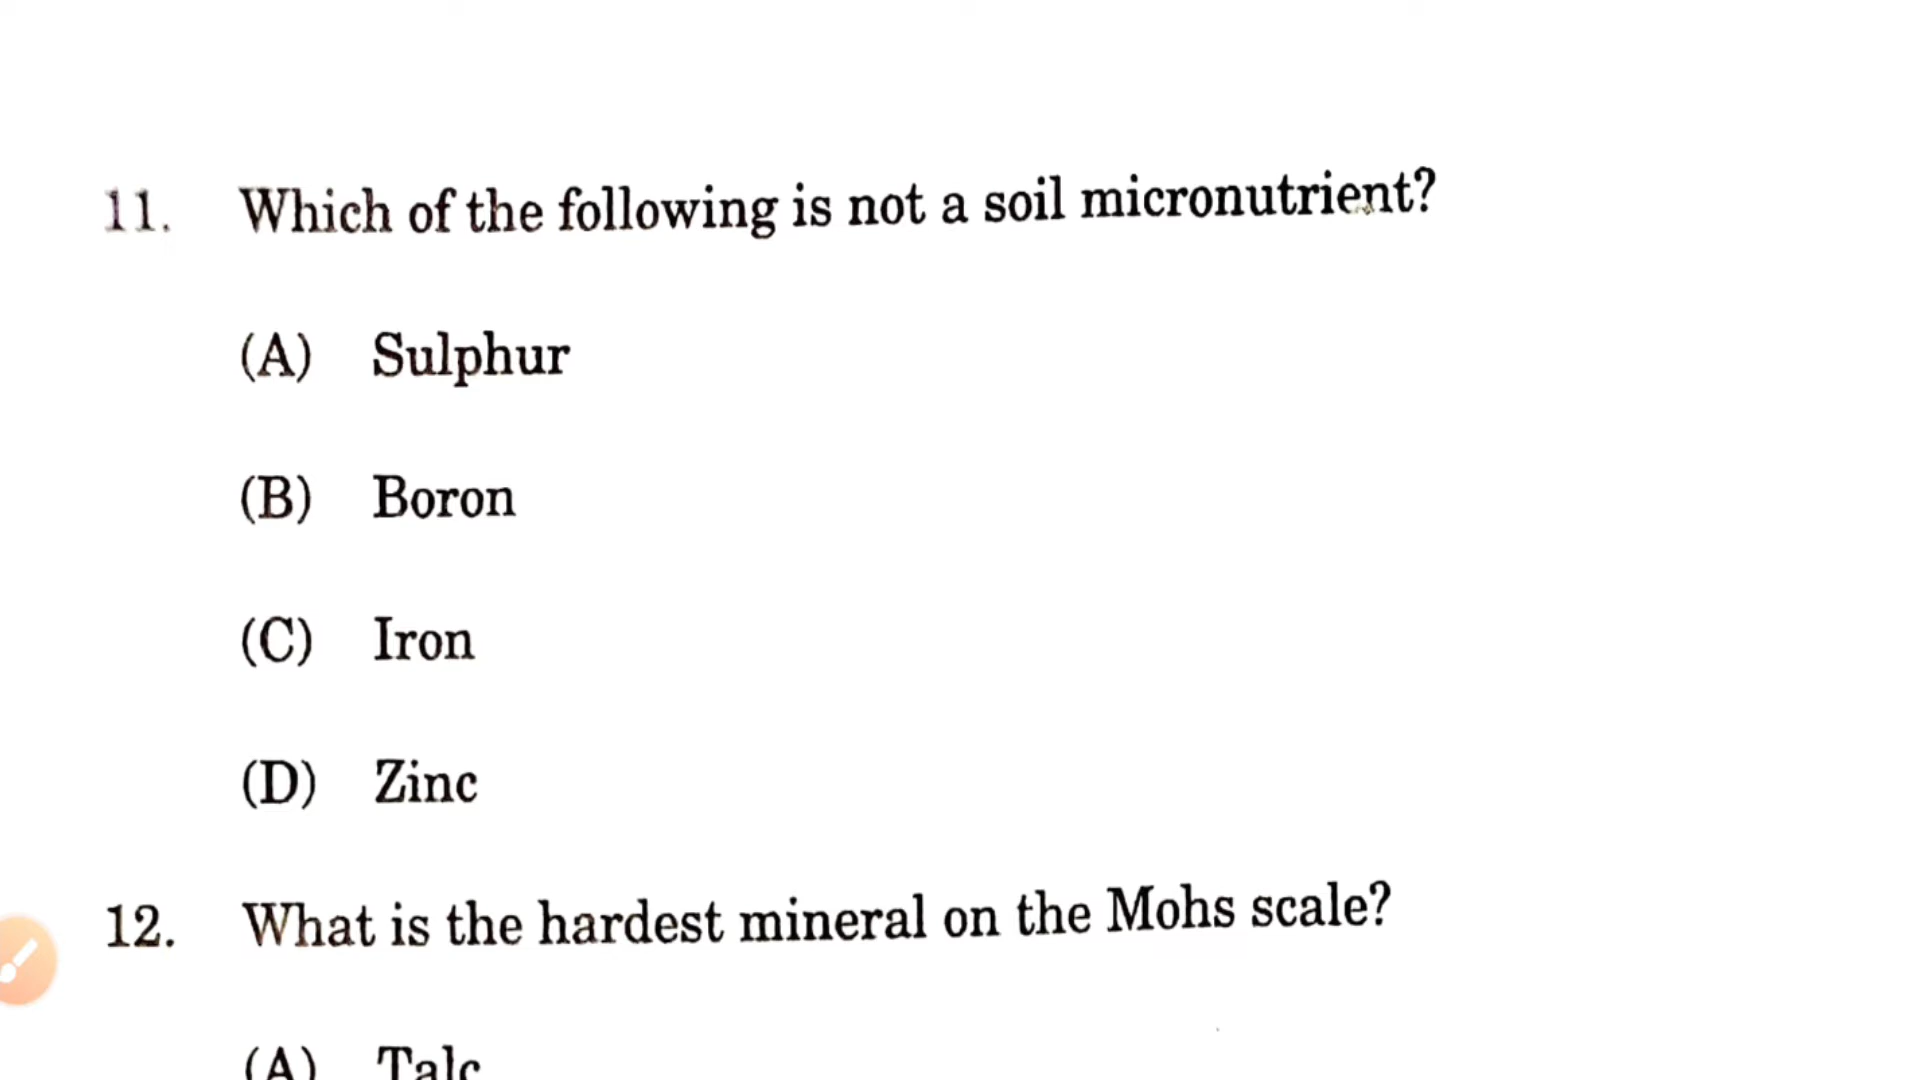 11. Which of the following is not a soil micronutrient?
(A) Sulphur
(B) Boron
(C) Iron
(D) Zinc
12. What is the hardest mineral on the Mohs scale?
(A) Talc